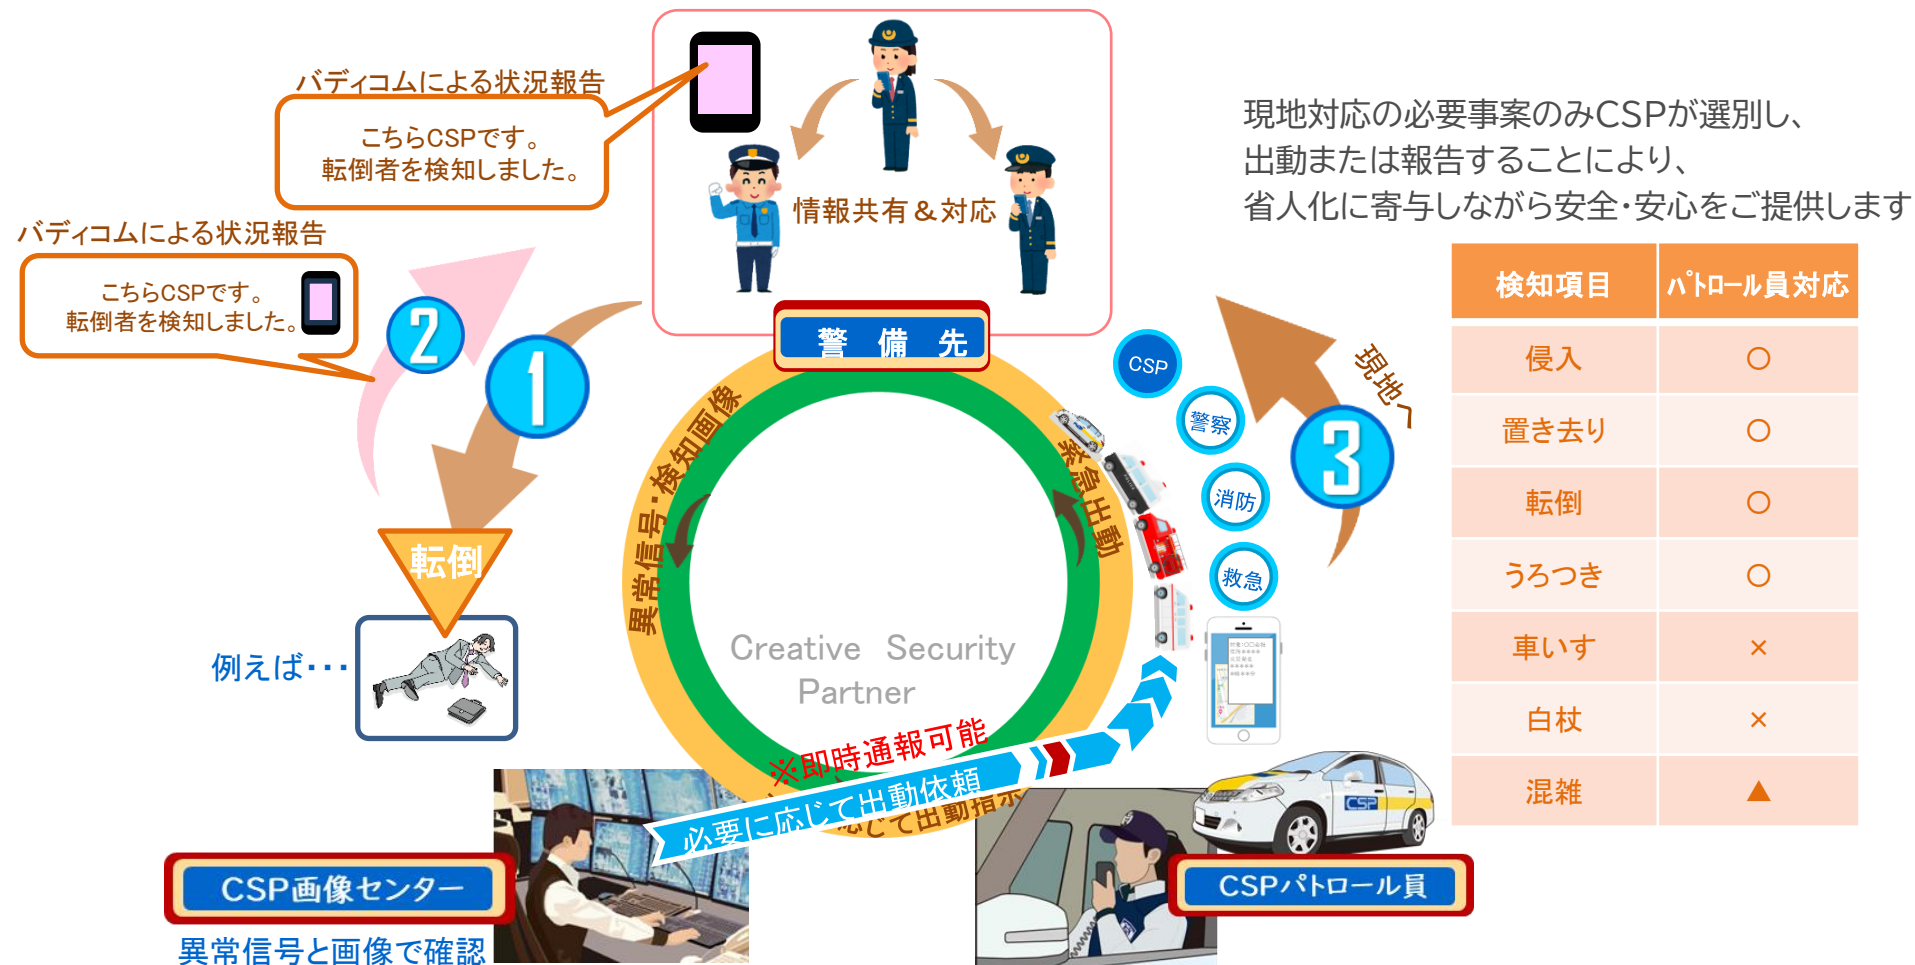 バディコムによる状況報告
こちらCSPです。
転倒者を検知しました。
情報共有&対応
警備先
現地対応の必要事案のみCSPが選別し、
出動または報告することにより、
省人化に寄与しながら安全・安心をご提供します
バディコムによる状況報告
こちらCSPです。
転倒者を検知しました。
2
1
転倒
例えば・・・
異常信号・検知画像
緊急出動
CSP
警察
消防
救急
現地へ
3
Creative Security
Partner
※即時通報可能
必要に応じて出動依頼
応じて出動指示
CSP画像センター
異常信号と画像で確認
CSP
CSPパトロール員
検知項目 パトロール員対応
侵入 ○
置き去り ○
転倒 ○
うろつき ○
車いす ×
白杖 ×
混雑 ▲